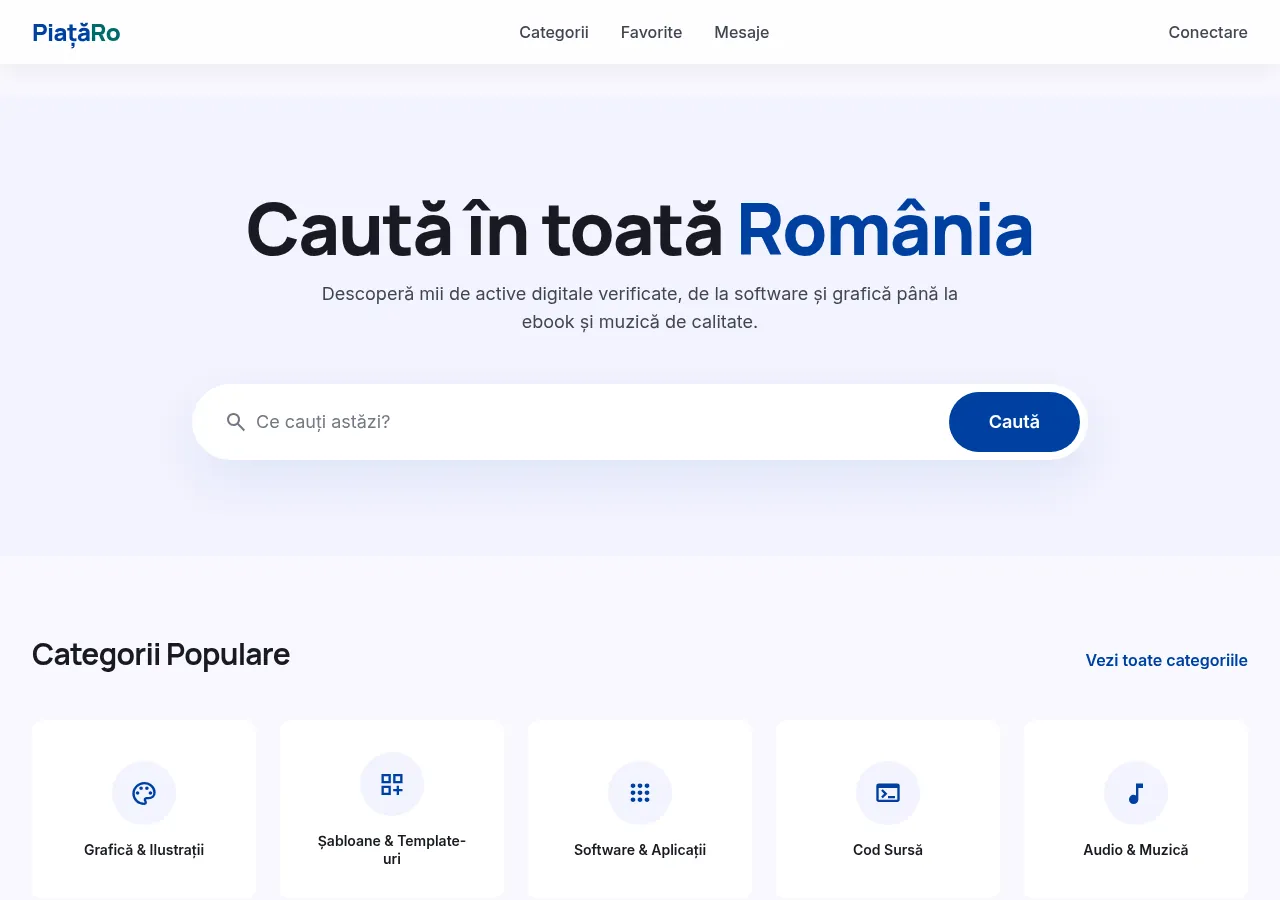 PiațăRo
Categorii
Favorite
Mesaje
Conectare
Caută în toată România
Descoperă mii de active digitale verificate, de la software și grafică până la
ebook și muzică de calitate.
Ce cauți astăzi?
Caută
Categorii Populare
Vezi toate categoriile
Grafică & Ilustrații
Șabloane & Template-
uri
Software & Aplicații
Cod Sursă
Audio & Muzică